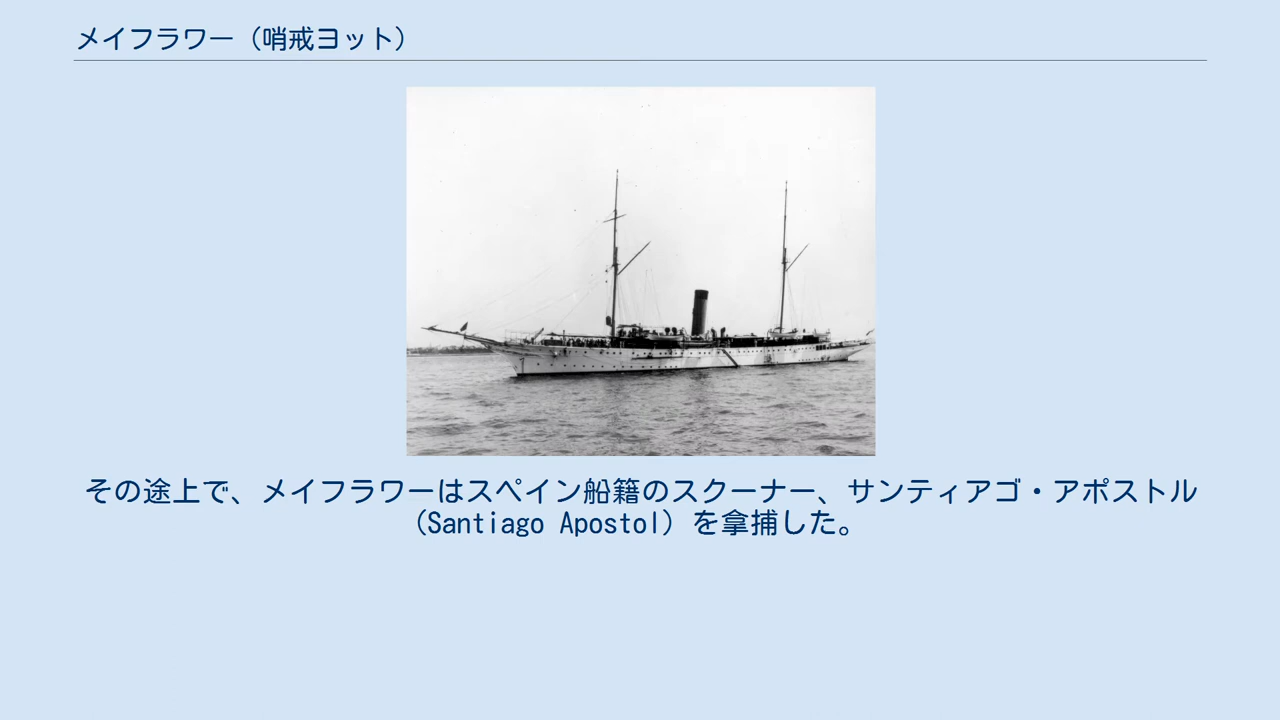 メイフラワー（哨戒ヨット）
その途上で、メイフラワーはスペイン船籍のスクーナー、サンティアゴ・アポストル
（Santiago Apostol）を拿捕した。